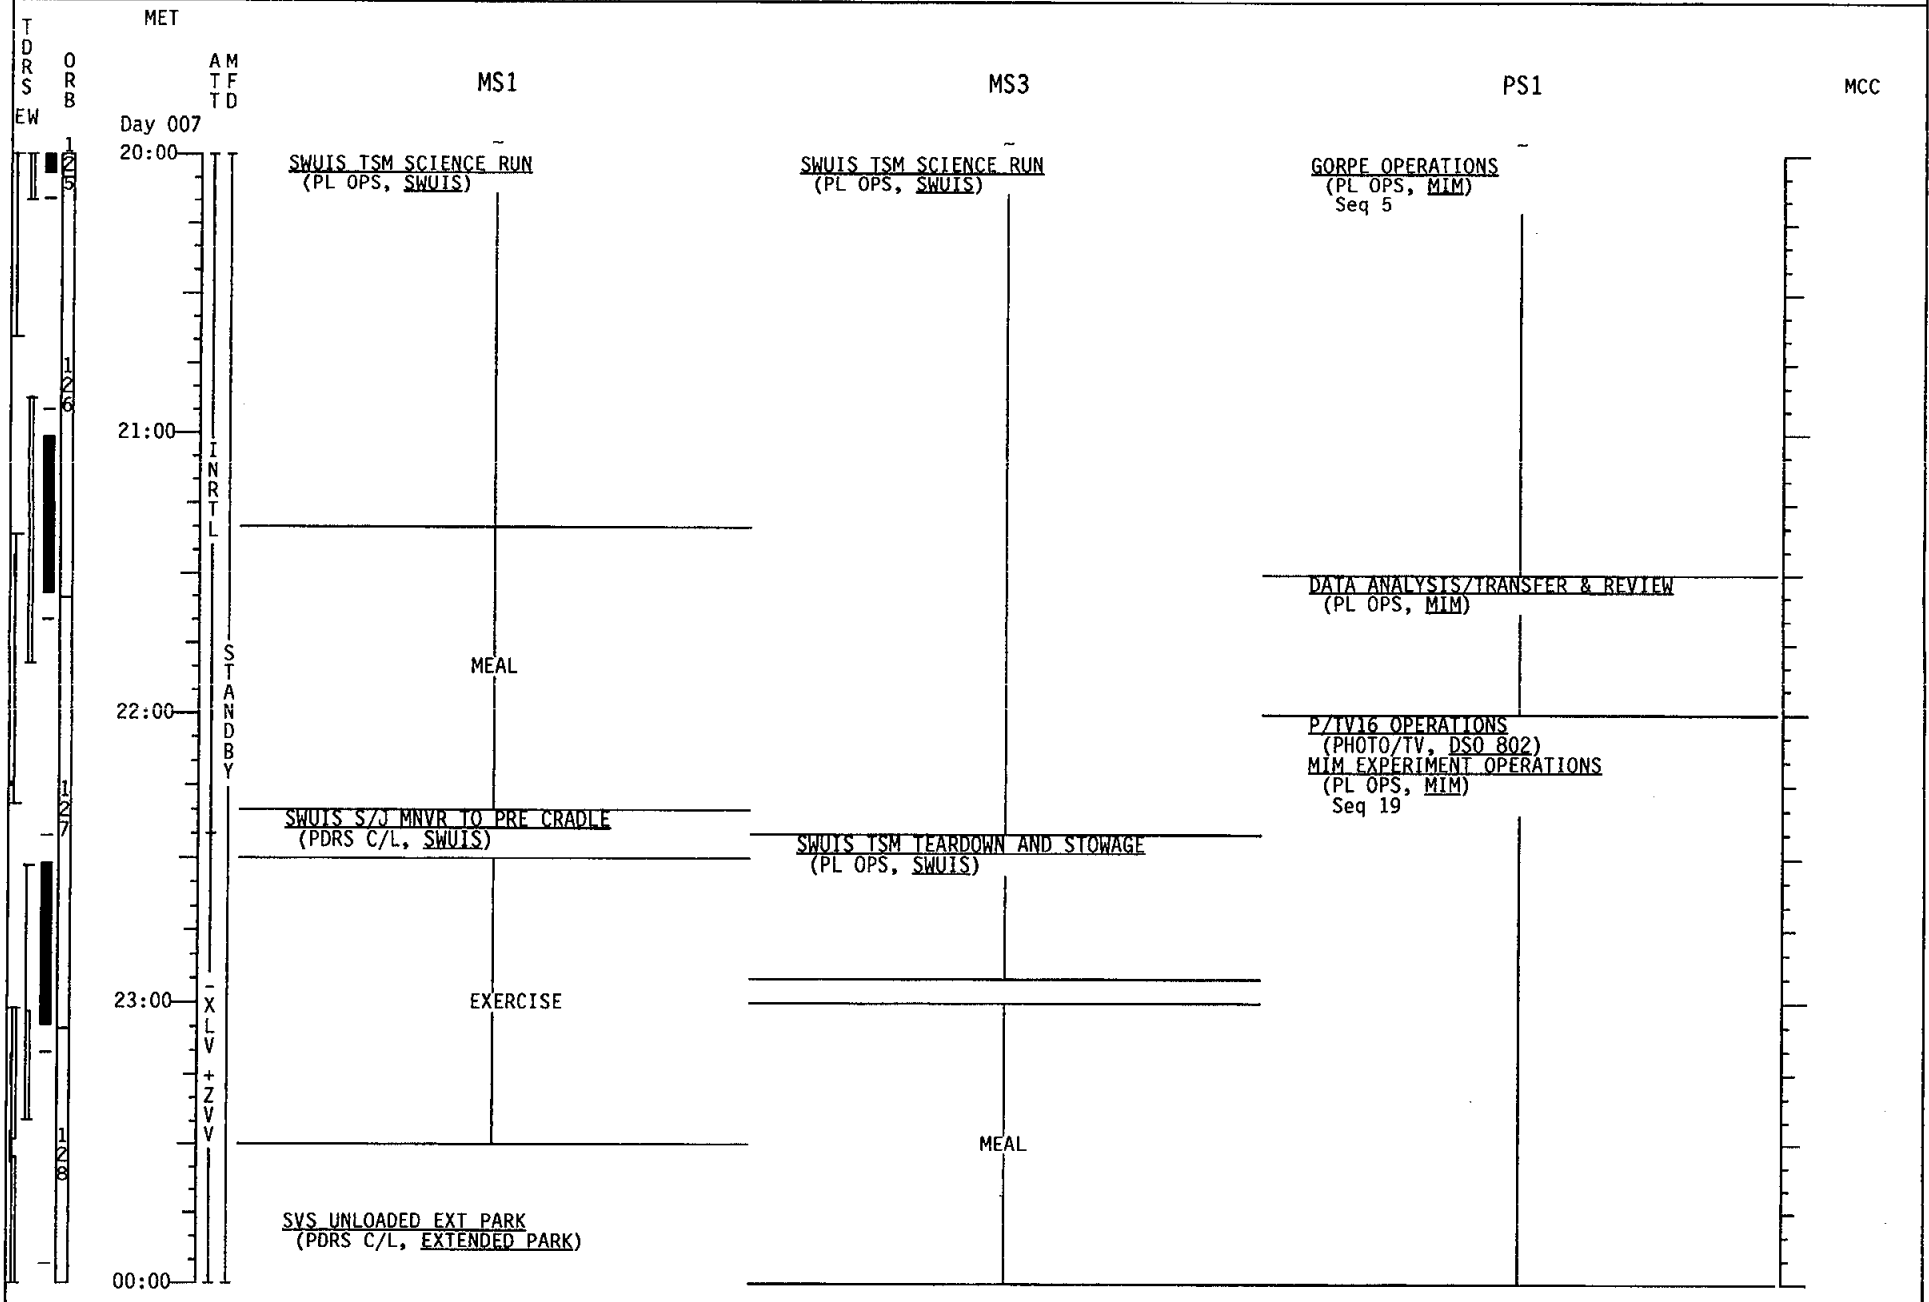 MET
TDRS
EW
ORB
ATT
MFD
MS1
MS3
PS1
MCC
Day 007
20:00
21:00
22:00
23:00
00:00
125
126
127
128
INRTL
-XLV +ZVV
STANDBY
~
SWUIS TSM SCIENCE RUN
(PL OPS, SWUIS)
MEAL
SWUIS S/J MNVR TO PRE CRADLE
(PDRS C/L, SWUIS)
EXERCISE
SVS UNLOADED EXT PARK
(PDRS C/L, EXTENDED PARK)
~
SWUIS TSM SCIENCE RUN
(PL OPS, SWUIS)
SWUIS TSM TEARDOWN AND STOWAGE
(PL OPS, SWUIS)
MEAL
~
GORPE OPERATIONS
(PL OPS, MIM)
Seq 5
DATA ANALYSIS/TRANSFER & REVIEW
(PL OPS, MIM)
P/TV16 OPERATIONS
(PHOTO/TV, DSO 802)
MIM EXPERIMENT OPERATIONS
(PL OPS, MIM)
Seq 19